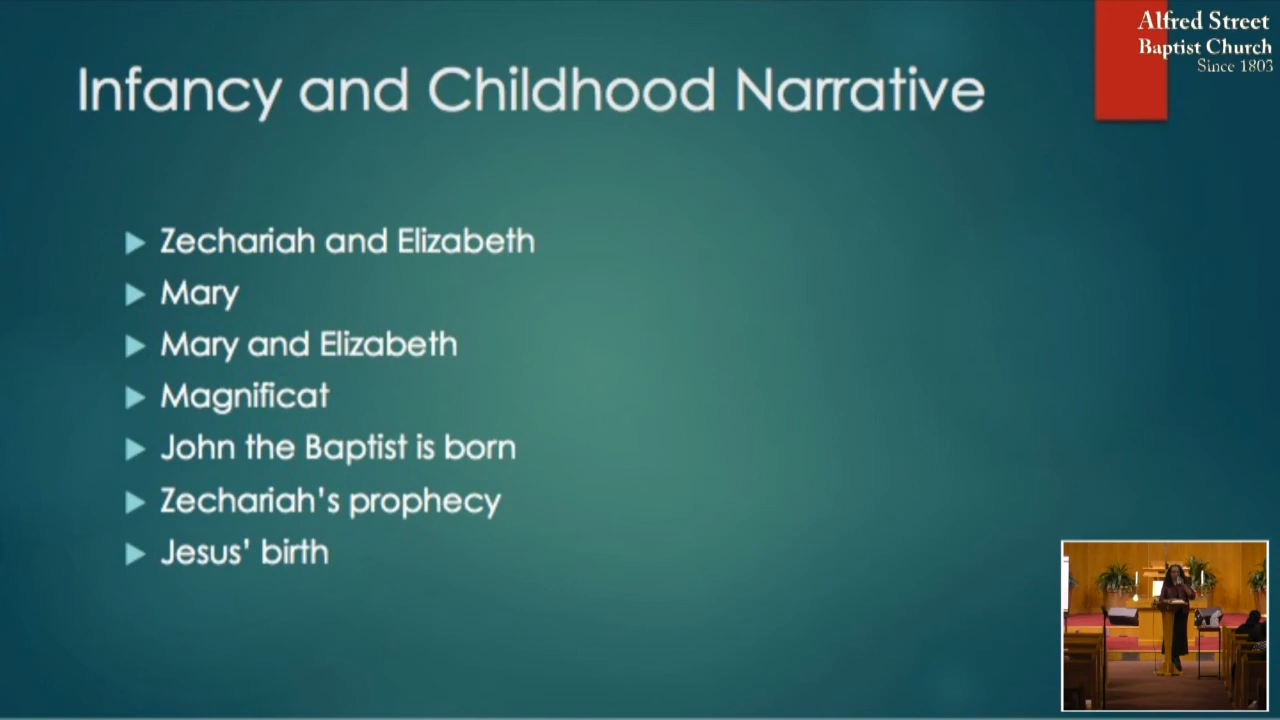 Alfred Street
Baptist Church
Since 1803
Infancy and Childhood Narrative
Zechariah and Elizabeth
Mary
Mary and Elizabeth
Magnificat
John the Baptist is born
Zechariah's prophecy
Jesus' birth